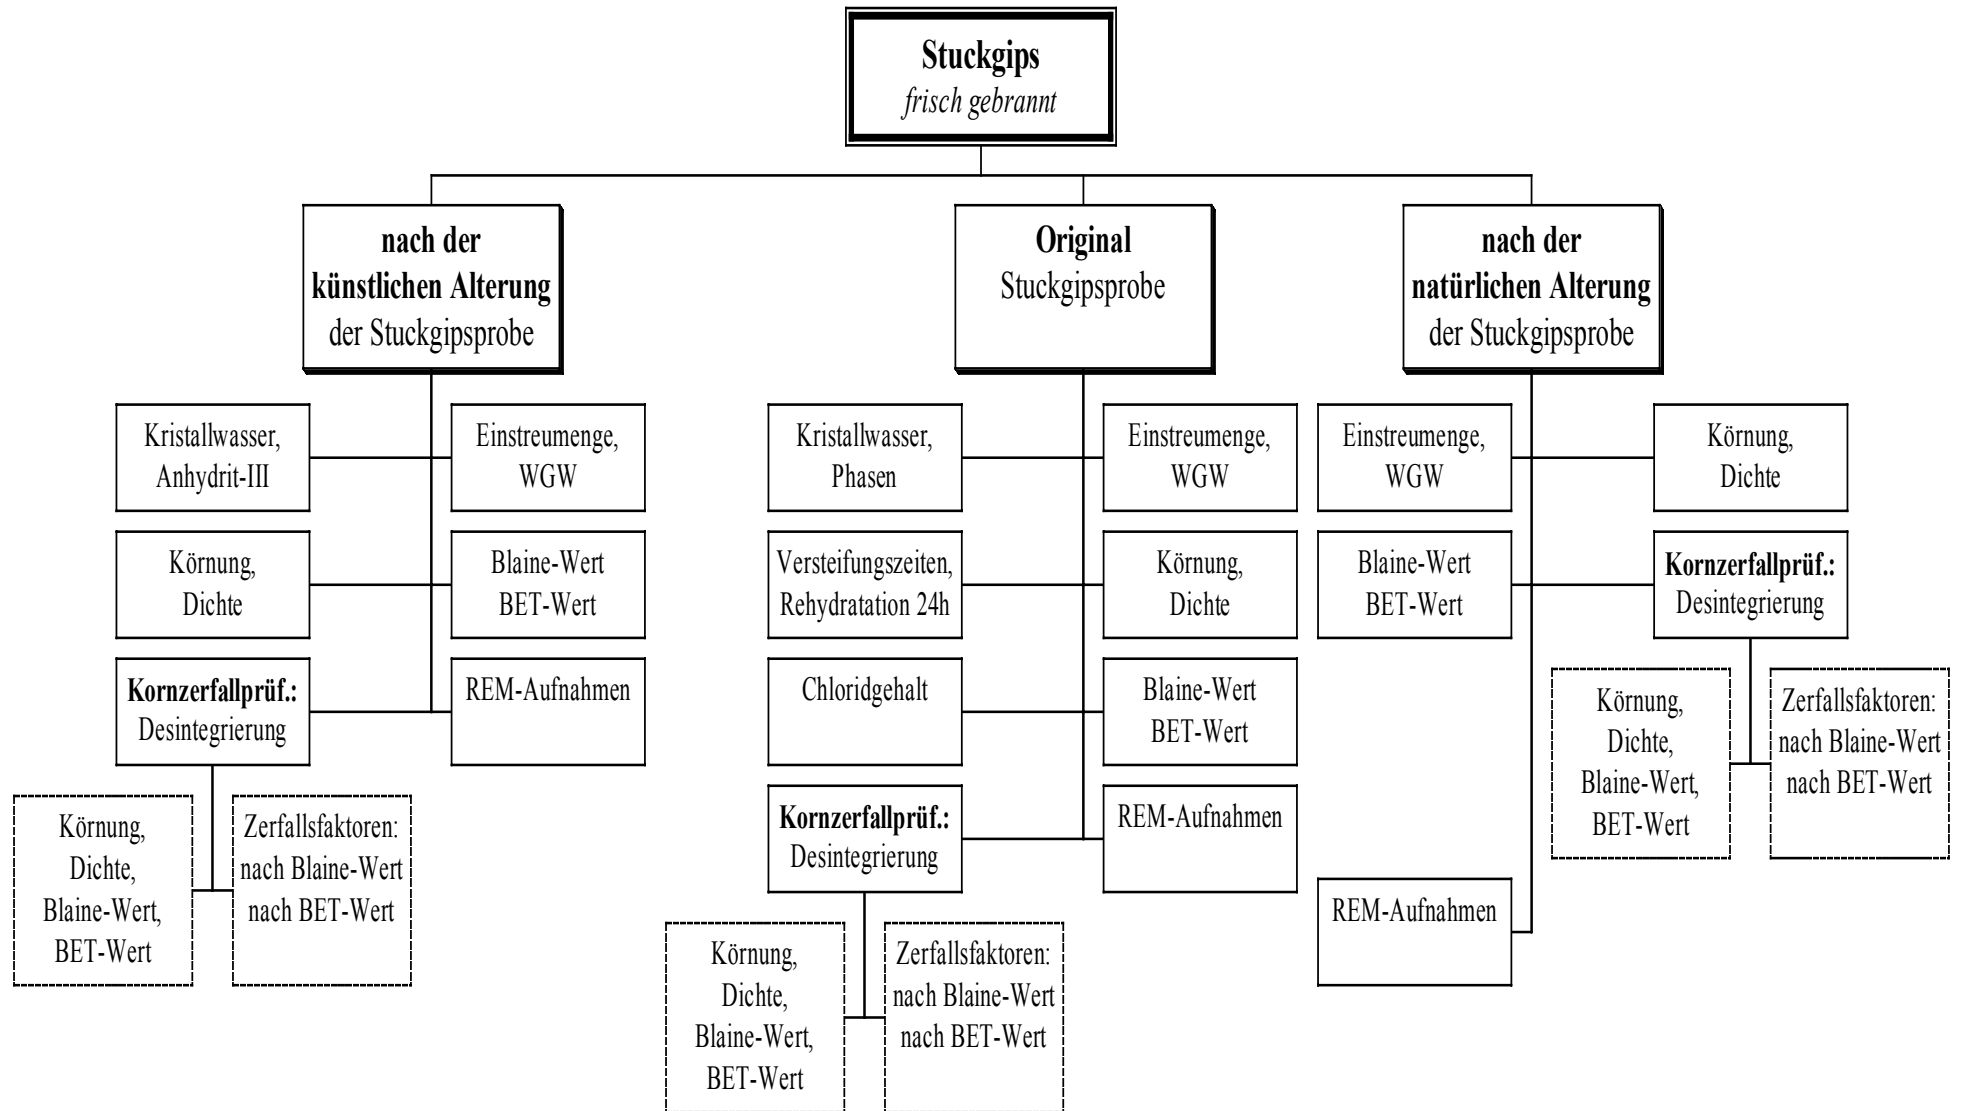 Stuckgips
frisch gebrannt
nach der
künstlichen Alterung
der Stuckgipsprobe
Kristallwasser,
Anhydrit-III
Einstreumenge,
WGW
Körnung,
Dichte
Blaine-Wert
BET-Wert
Kornzerfallprüf.:
Desintegrierung
REM-Aufnahmen
Körnung,
Dichte,
Blaine-Wert,
BET-Wert
Zerfallsfaktoren:
nach Blaine-Wert
nach BET-Wert
Original
Stuckgipsprobe
Kristallwasser,
Phasen
Einstreumenge,
WGW
Versteifungszeiten,
Rehydratation 24h
Körnung,
Dichte
Chloridgehalt
Blaine-Wert
BET-Wert
Kornzerfallprüf.:
Desintegrierung
REM-Aufnahmen
Körnung,
Dichte,
Blaine-Wert,
BET-Wert
Zerfallsfaktoren:
nach Blaine-Wert
nach BET-Wert
nach der
natürlichen Alterung
der Stuckgipsprobe
Einstreumenge,
WGW
Körnung,
Dichte
Blaine-Wert
BET-Wert
Kornzerfallprüf.:
Desintegrierung
Körnung,
Dichte,
Blaine-Wert,
BET-Wert
Zerfallsfaktoren:
nach Blaine-Wert
nach BET-Wert
REM-Aufnahmen